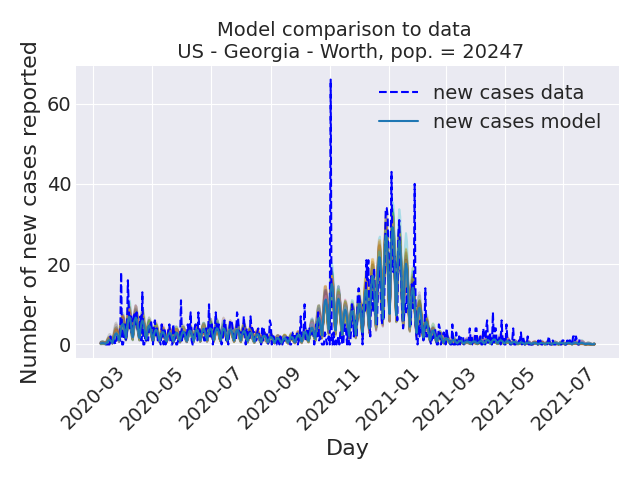 Model comparison to data
US - Georgia - Worth, pop. = 20247
Number of new cases reported
60
40
20
0
new cases data
new cases model
2020-03
2020-05
2020-07
2020-09
2020-11
2021-01
2021-03
2021-05
2021-07
Day